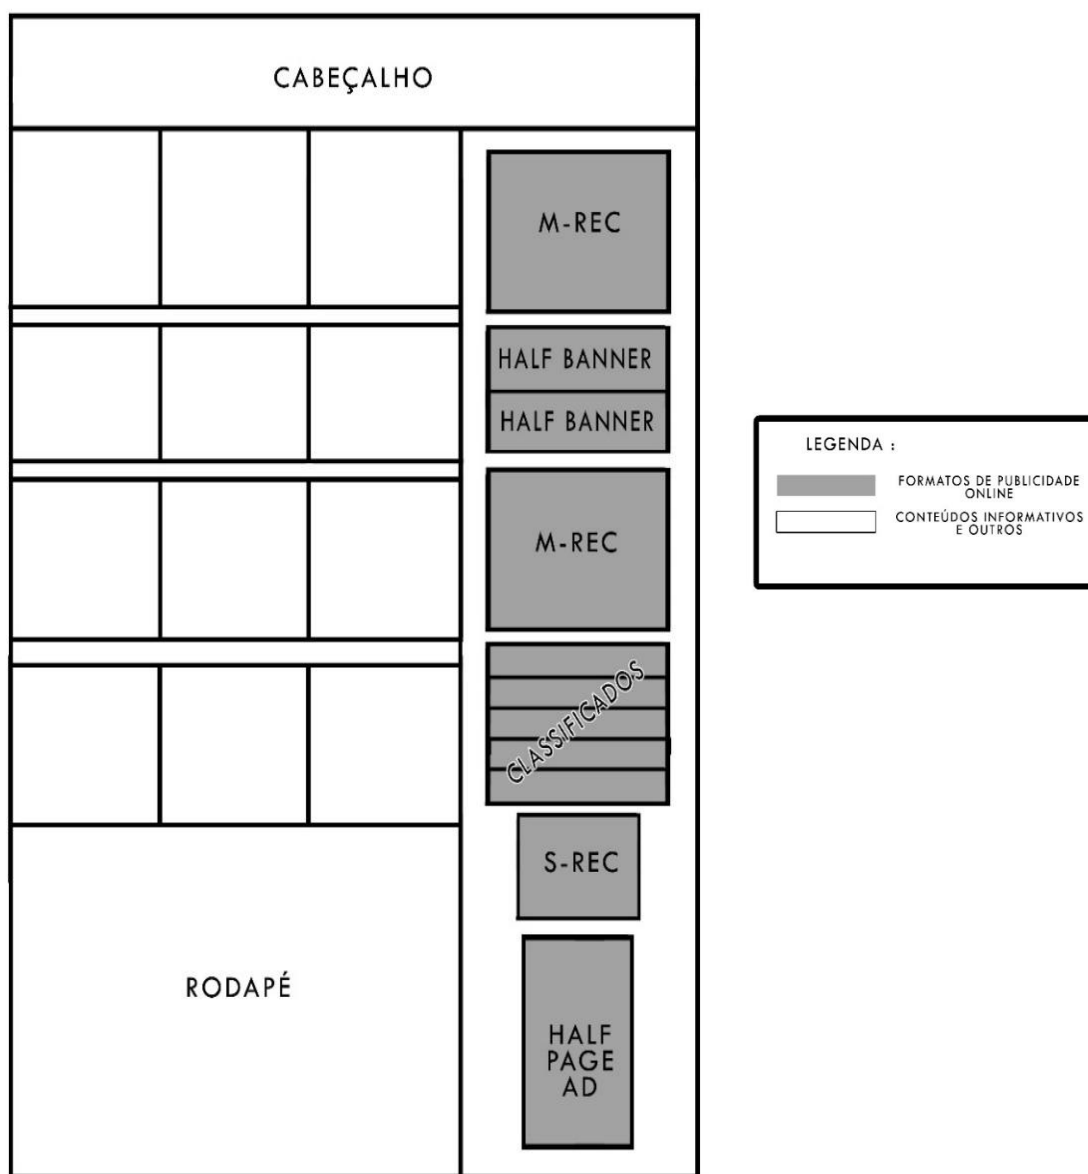 CABEÇALHO
M-REC
HALF BANNER
HALF BANNER
M-REC
CLASSIFICADOS
S-REC
RODAPÉ
HALF
PAGE
AD
LEGENDA :
FORMATOS DE PUBLICIDADE
ONLINE
CONTEÚDOS INFORMATIVOS
E OUTROS